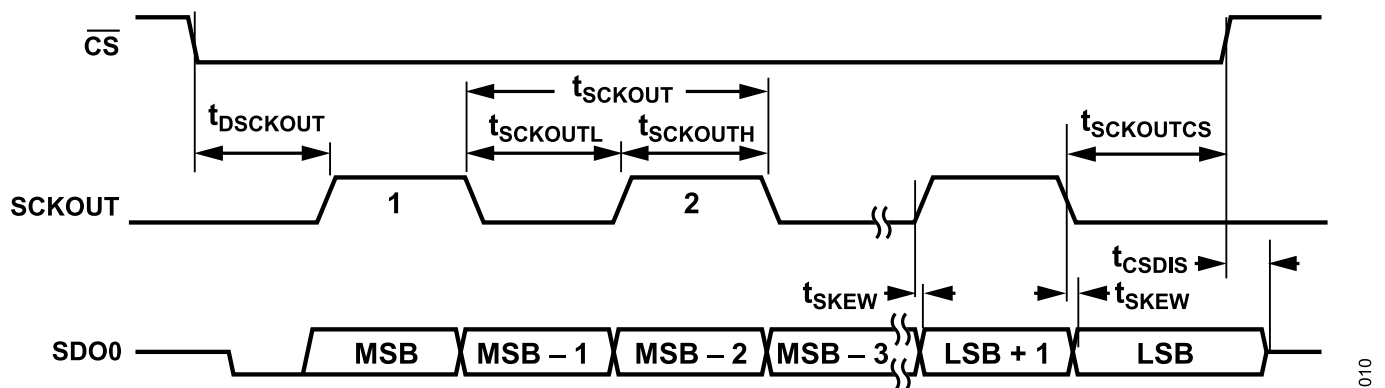 CS
tSCKOUT
tDSCKOUT
tSCKOUTL
tSCKOUTH
tSCKOUTCS
SCKOUT
1
2
tCSDIS
tSKEW
tSKEW
SDO0
MSB
MSB – 1
MSB – 2
MSB – 3
LSB + 1
LSB
010